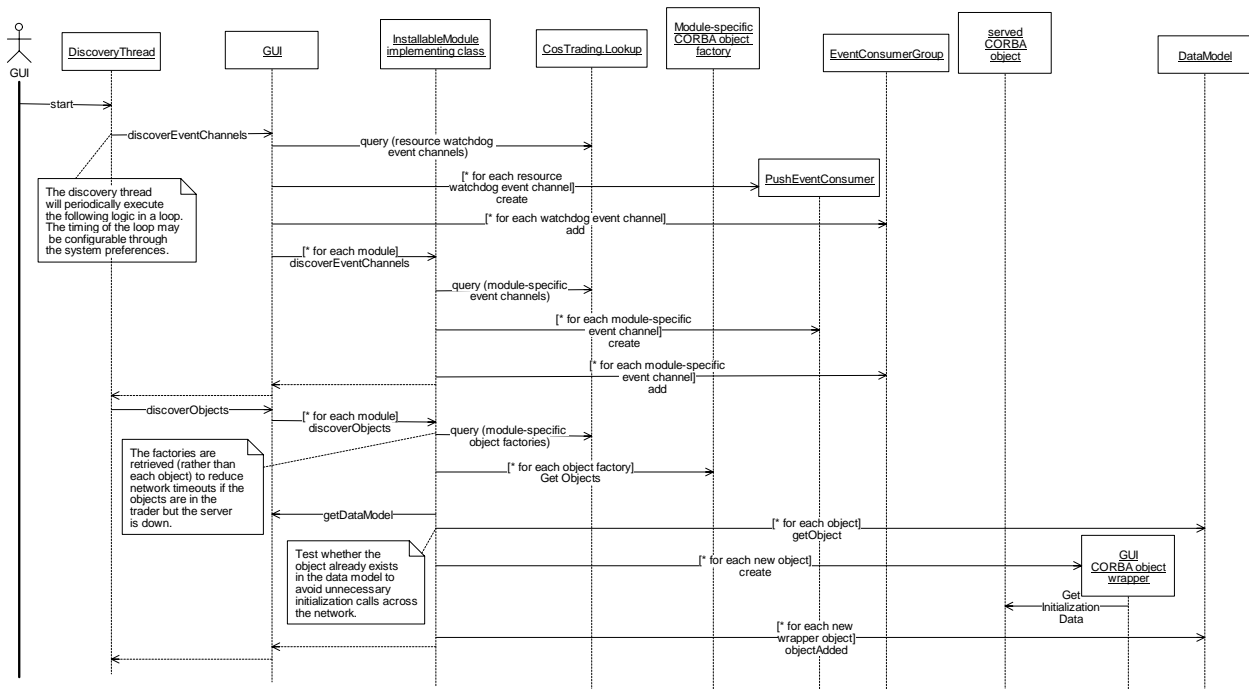 GUI
DiscoveryThread
GUI
InstallableModule
implementing class
CosTrading.Lookup
Module-specific
CORBA object
factory
EventConsumerGroup
served
CORBA
object
DataModel
start
discoverEventChannels
query (resource watchdog
event channels)
The discovery thread
will periodically execute
the following logic in a loop.
The timing of the loop may
be configurable through
the system preferences.
[* for each resource
watchdog event channel]
create
PushEventConsumer
[* for each watchdog event channel]
add
[* for each module]
discoverEventChannels
query (module-specific
event channels)
[* for each module-specific
event channel]
create
[* for each module-specific
event channel]
add
discoverObjects
[* for each module]
discoverObjects
query (module-specific
object factories)
The factories are
retrieved (rather than
each object) to reduce
network timeouts if the
objects are in the
trader but the server
is down.
[* for each object factory]
Get Objects
getDataModel
[* for each object]
getObject
Test whether the
object already exists
in the data model to
avoid unnecessary
initialization calls across
the network.
[* for each new object]
create
GUI
CORBA object
wrapper
Get
Initialization
Data
[* for each new
wrapper object]
objectAdded